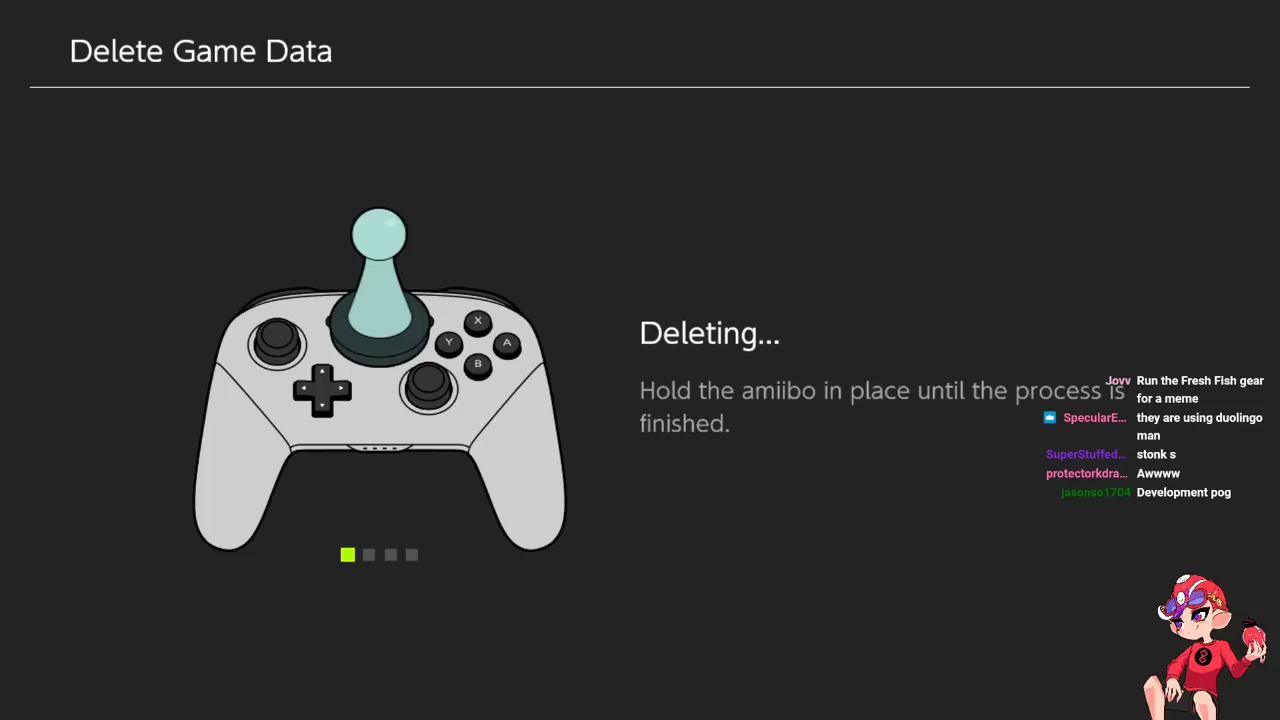 Delete Game Data
X
Y
A
B
Deleting...
Hold the amiibo in place until the process is
finished.
Jovv Run the Fresh Fish gear
for a meme
SpecularE... they are using duolingo
man
SuperStuffed... stonk s
protectorkdra... Awwww
jasonso1704 Development pog